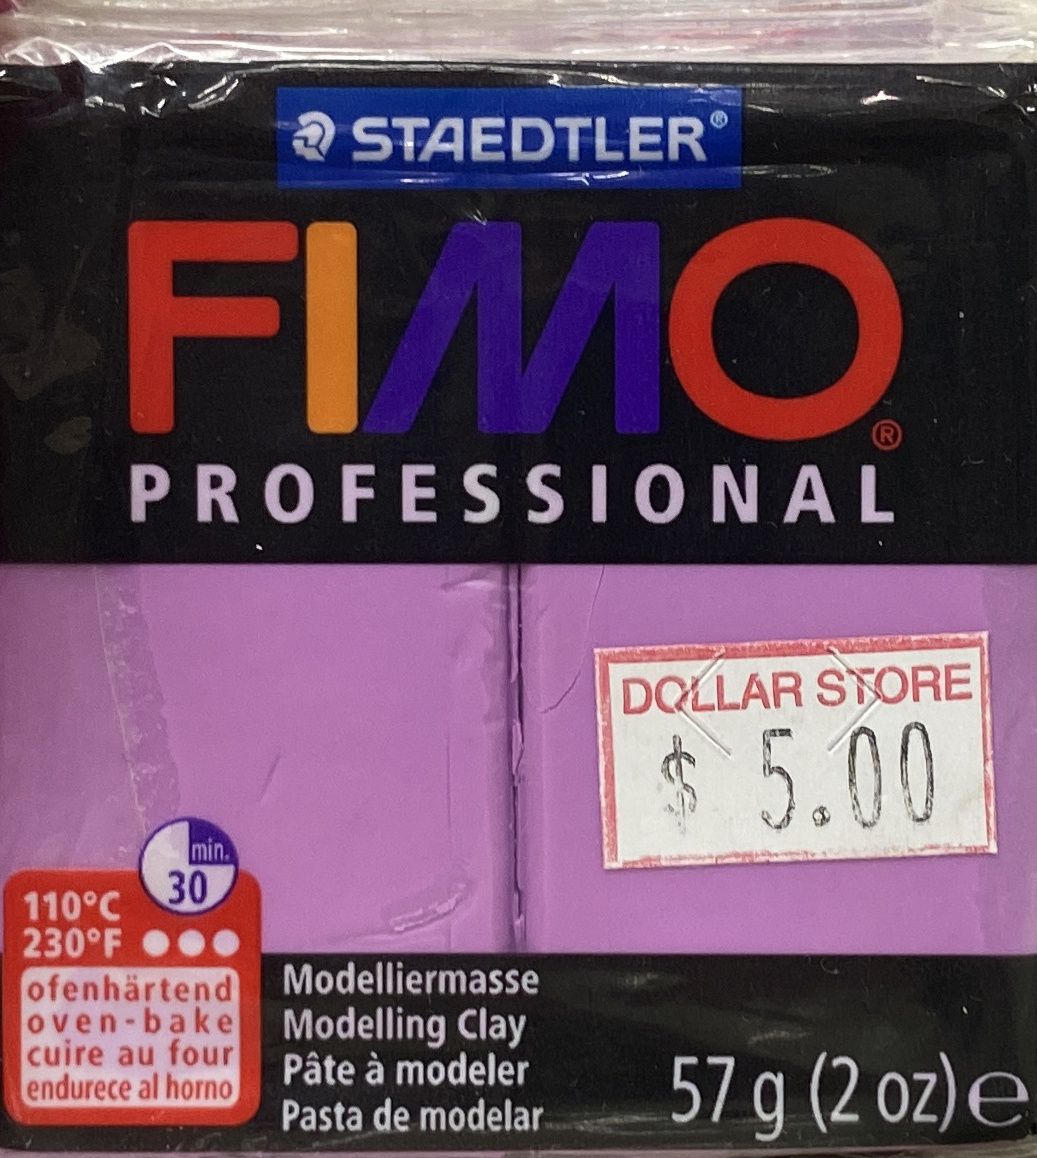 STAEDTLER®
FIMO®
PROFESSIONAL
DOLLAR STORE
$ 5.00
min.
30
110°C
230°F
ofenhärtend
oven-bake
cuire au four
endurece al horno
Modelliermasse
Modelling Clay
Pâte à modeler
Pasta de modelar
57 g (2 oz) ℮